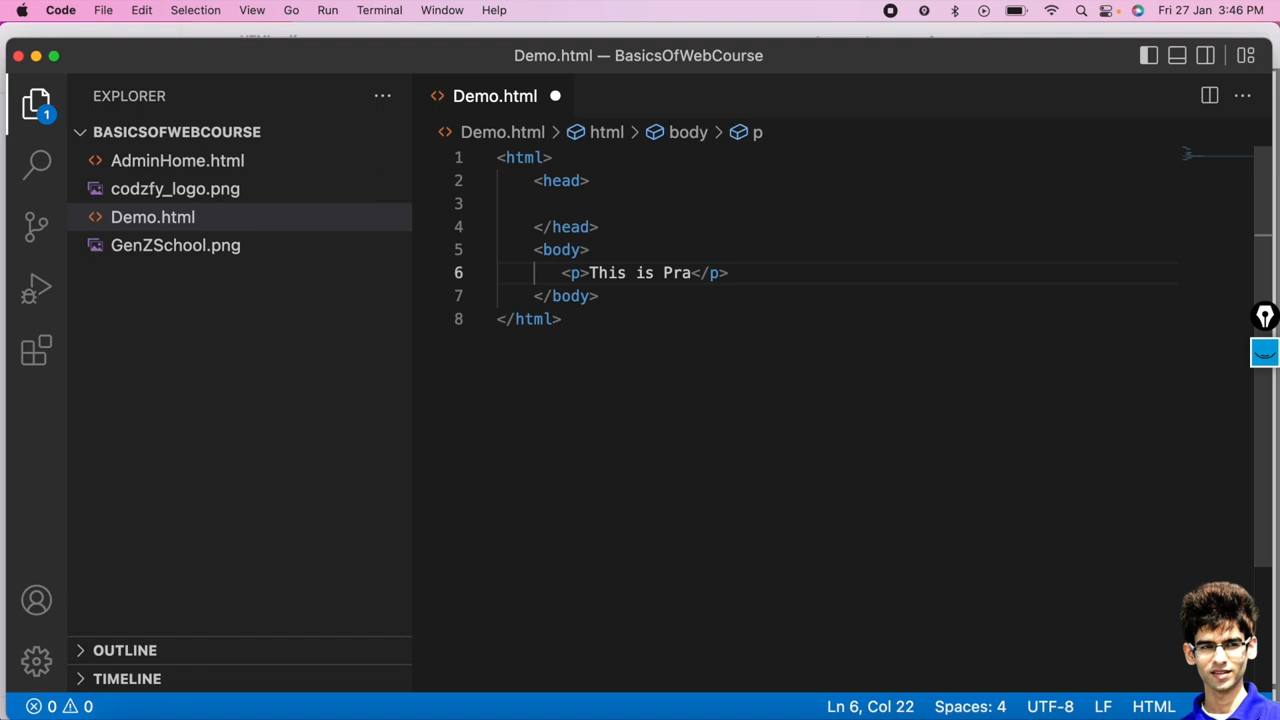 Code File Edit Selection View Go Run Terminal Window Help Fri 27 Jan 3:46 PM
Demo.html — BasicsOfWebCourse
EXPLORER
1
BASICSOFWEBCOURSE
AdminHome.html
codzfy_logo.png
Demo.html
GenZSchool.png
OUTLINE
TIMELINE
Demo.html
Demo.html > html > body > p
1 <html>
2 <head>
3
4 </head>
5 <body>
6 <p>This is Pra</p>
7 </body>
8 </html>
0 0 Ln 6, Col 22 Spaces: 4 UTF-8 LF HTML